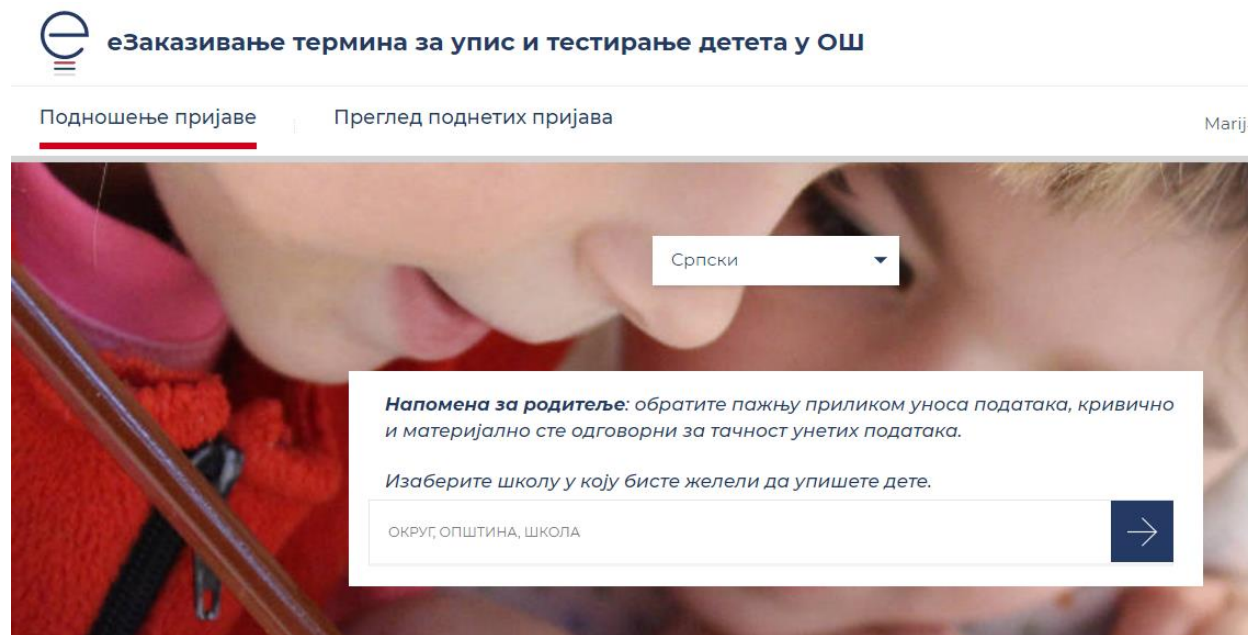 еЗаказивање термина за упис и тестирање детета у ОШ
Подношење пријаве
Преглед поднетих пријава
Marij
Српски
Напомена за родитеље: обратите пажњу приликом уноса података, кривично
и материјално сте одговорни за тачност унетих података.
Изаберите школу у коју бисте желели да упишете дете.
ОКРУГ, ОПШТИНА, ШКОЛА